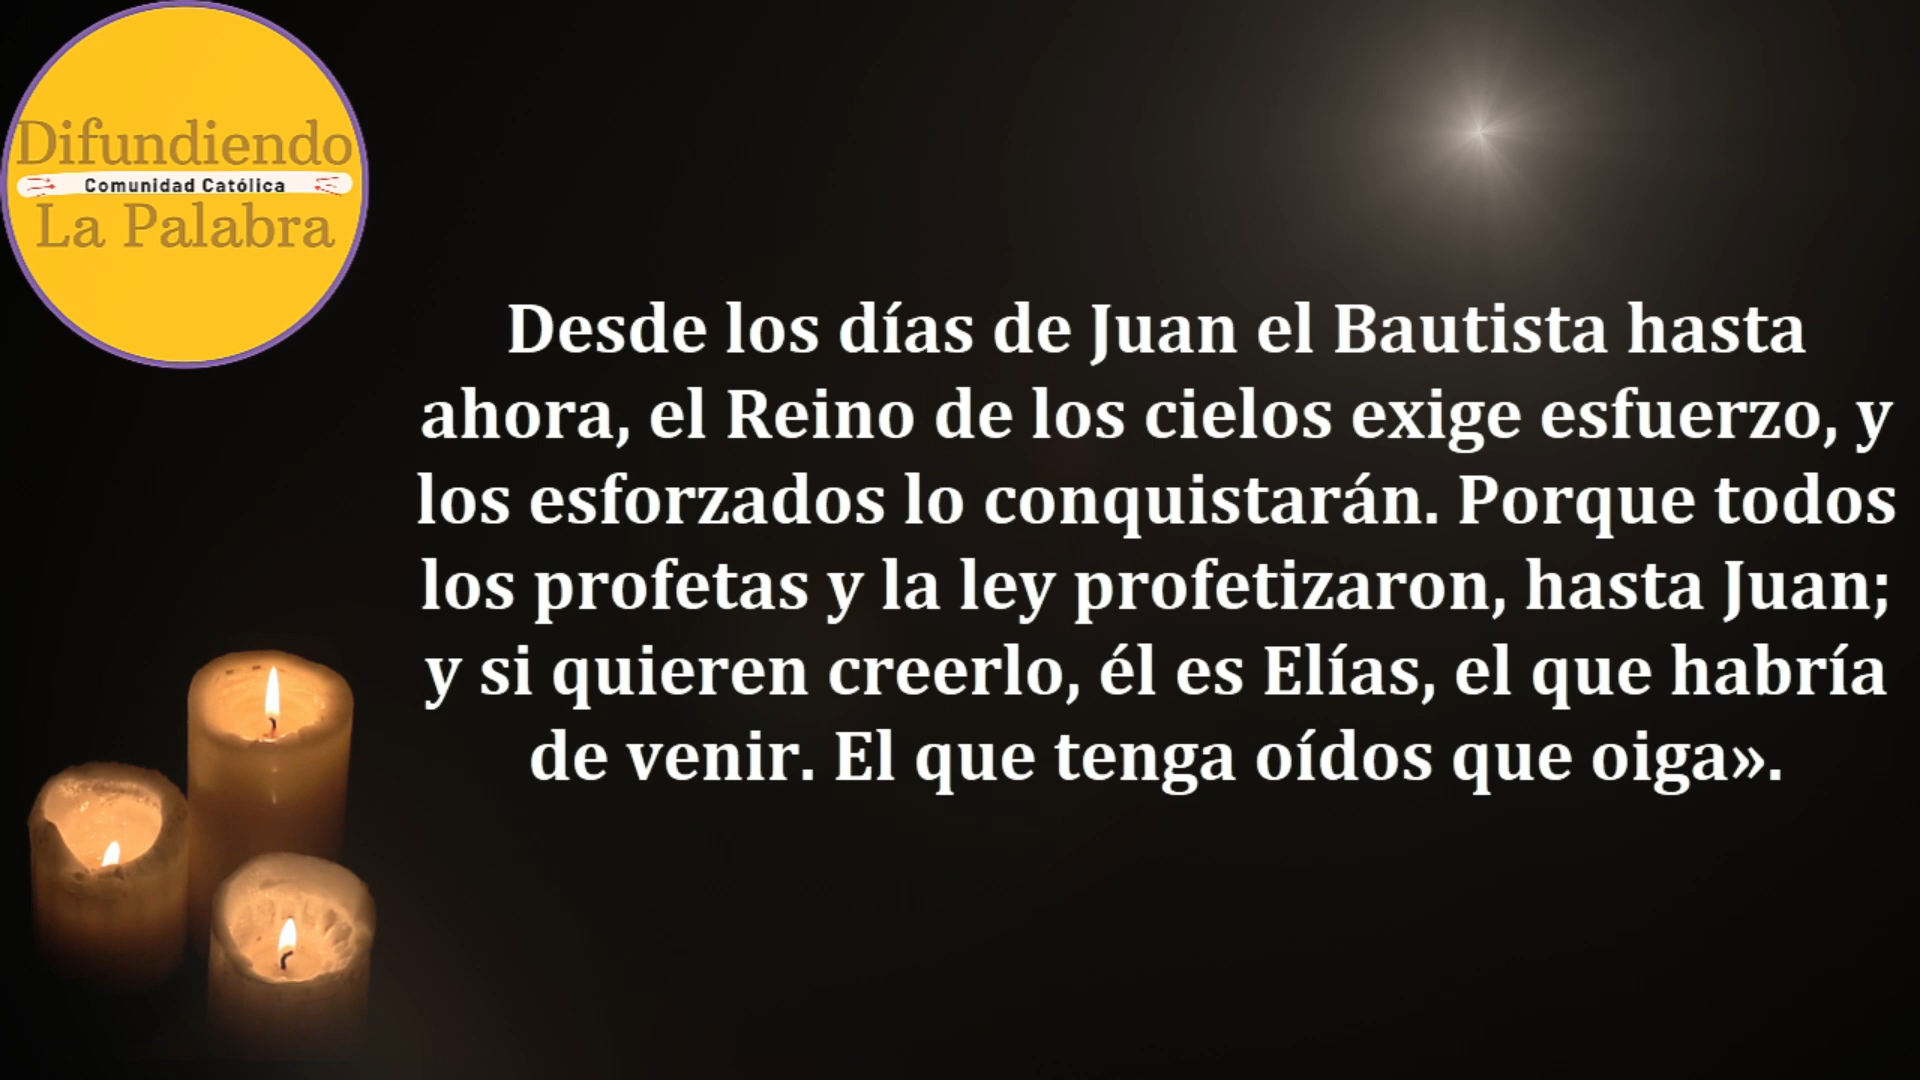 Difundiendo
Comunidad Católica
La Palabra
Desde los días de Juan el Bautista hasta
ahora, el Reino de los cielos exige esfuerzo, y
los esforzados lo conquistarán. Porque todos
los profetas y la ley profetizaron, hasta Juan;
y si quieren creerlo, él es Elías, el que habría
de venir. El que tenga oídos que oiga».